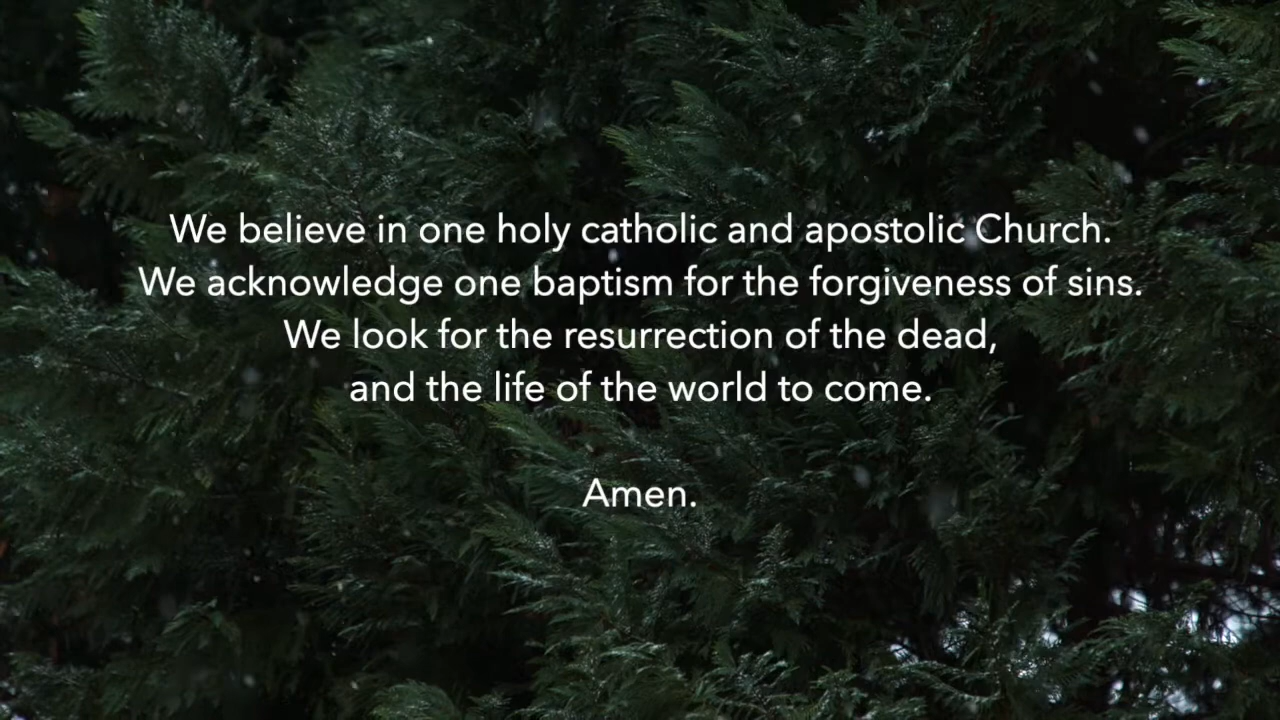 We believe in one holy catholic and apostolic Church.
We acknowledge one baptism for the forgiveness of sins.
We look for the resurrection of the dead,
and the life of the world to come.
Amen.